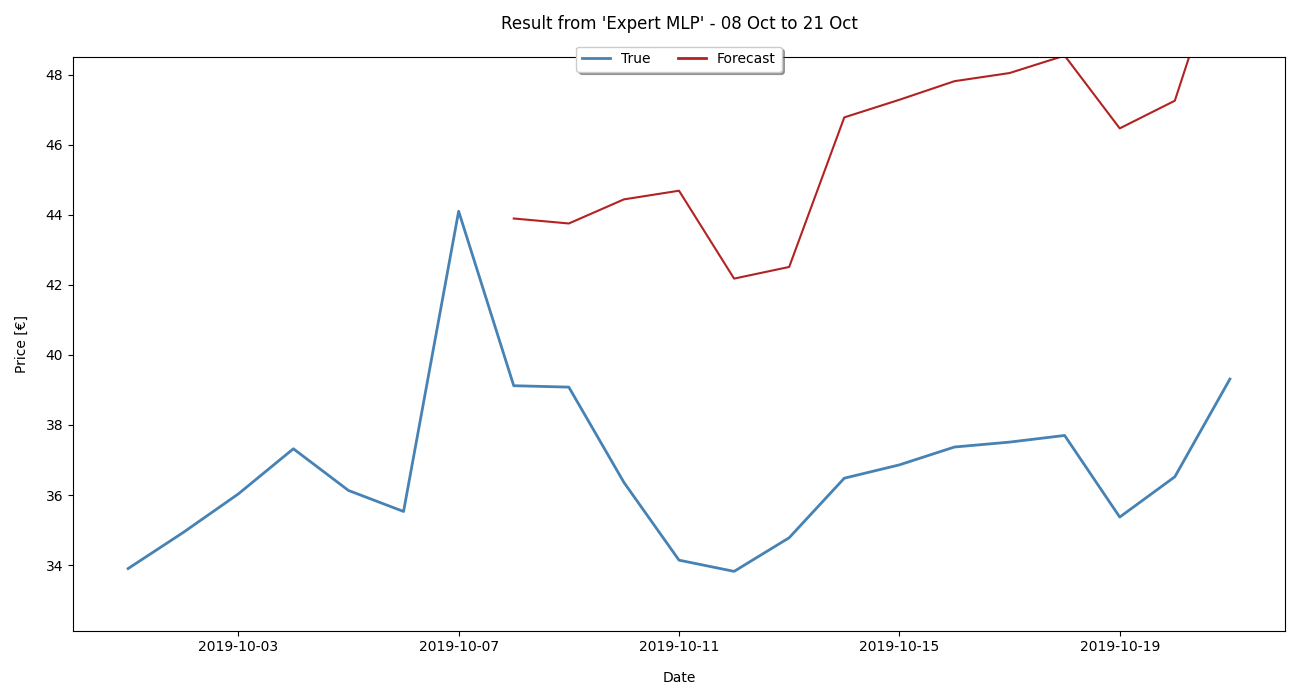 Result from 'Expert MLP' - 08 Oct to 21 Oct
True Forecast
48
46
44
42
40
38
36
34
Price [€]
2019-10-03 2019-10-07 2019-10-11 2019-10-15 2019-10-19
Date